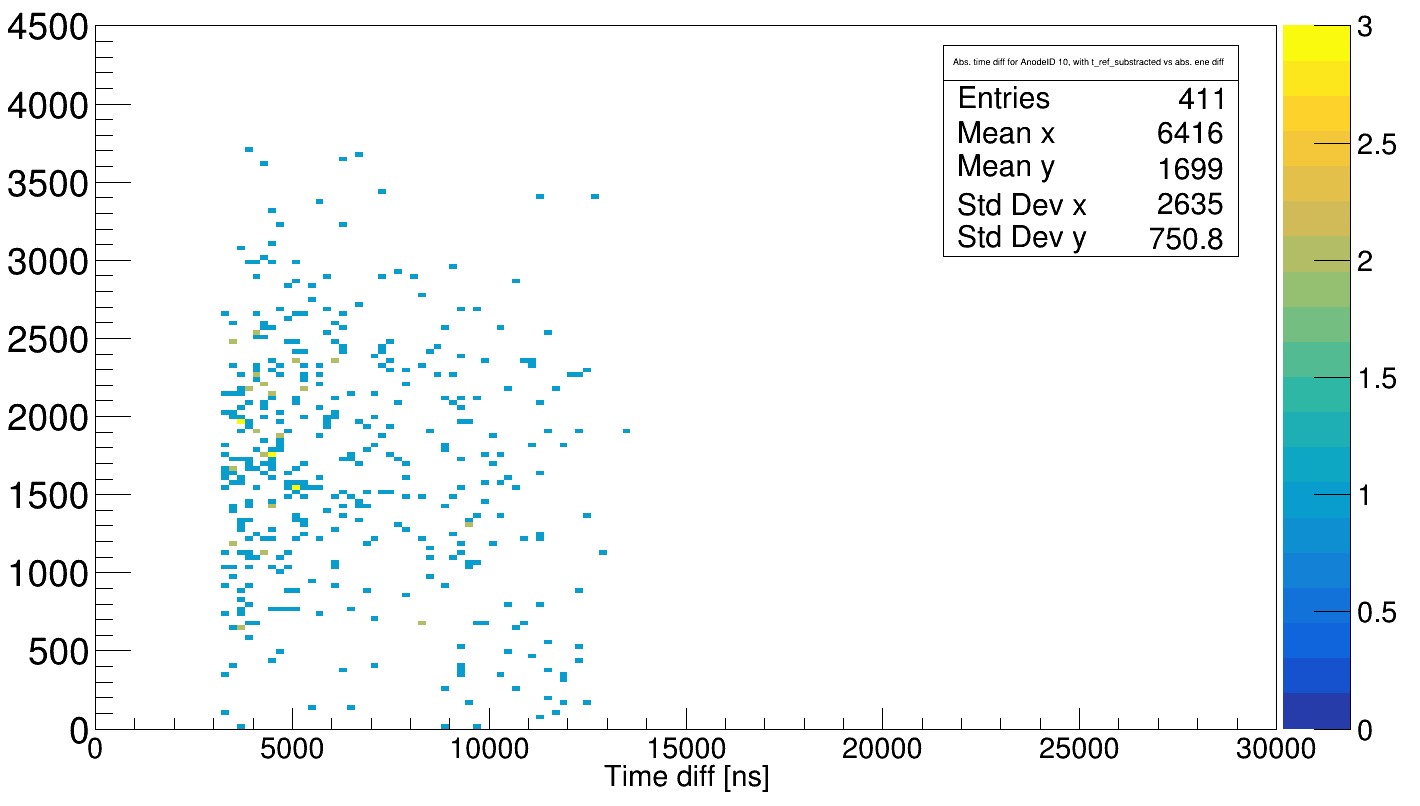 Abs. time diff for AnodeID 10, with t_ref_substracted vs abs. ene diff
Entries 411
Mean x 6416
Mean y 1699
Std Dev x 2635
Std Dev y 750.8
4500
4000
3500
3000
2500
2000
1500
1000
500
0
0 5000 10000 15000 20000 25000 30000
Time diff [ns]
3
2.5
2
1.5
1
0.5
0